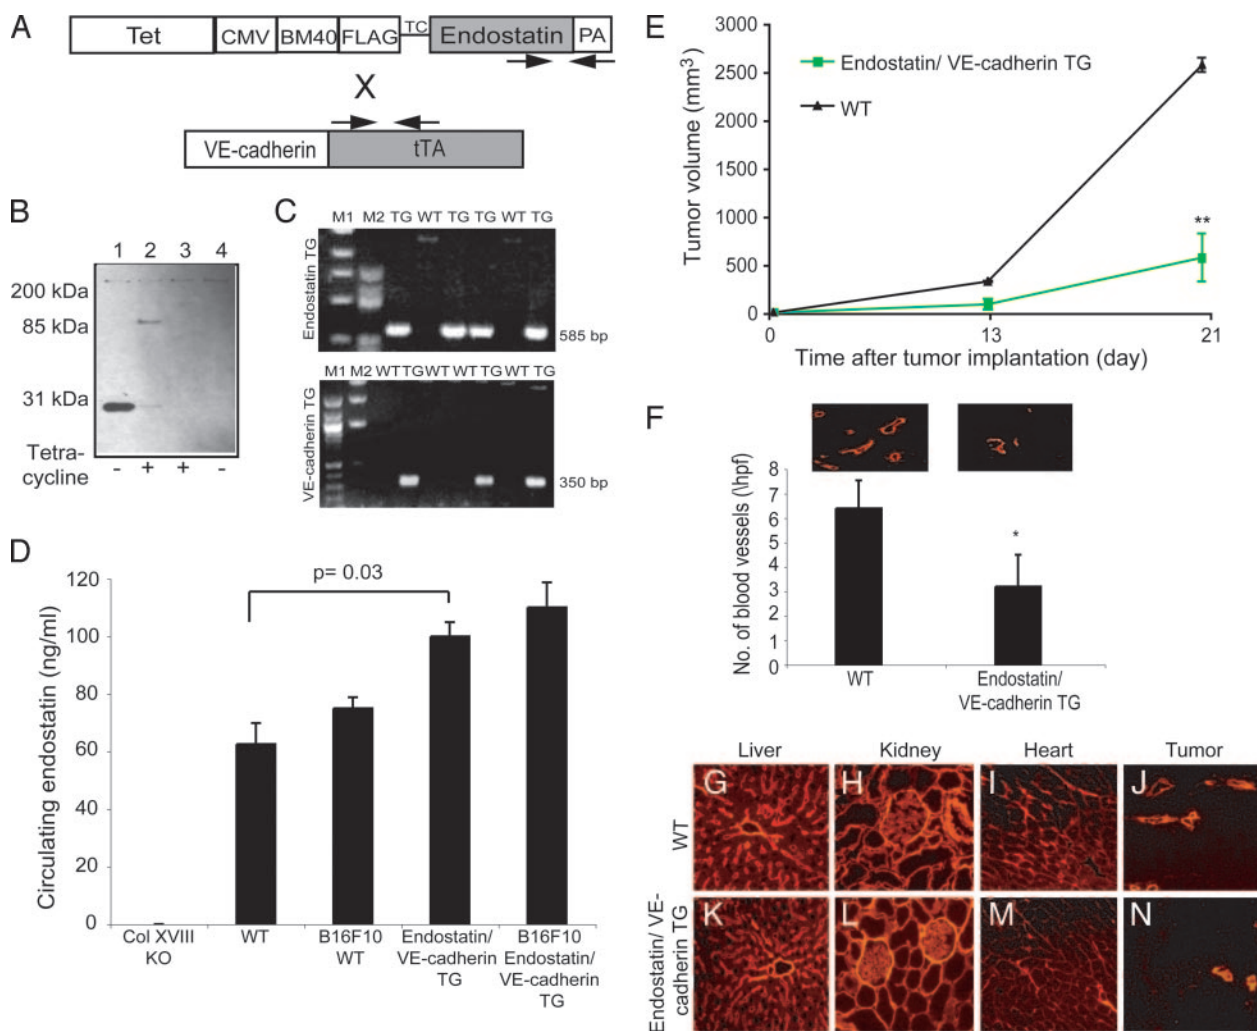 A
Tet CMV BM40 FLAG TC Endostatin PA
X
VE-cadherin tTA
B
1 2 3 4
200 kDa
85 kDa
31 kDa
Tetra-
cycline - + + -
C
M1 M2 TG WT TG TG WT TG
Endostatin TG
585 bp
M1 M2 WT TG WT WT TG WT TG
VE-cadherin TG
350 bp
D
p= 0.03
Circulating endostatin (ng/ml)
120
100
80
60
40
20
0
Col XVIII
KO
WT
B16F10
WT
Endostatin/
VE-cadherin
TG
B16F10
Endostatin/
VE-cadherin
TG
E
Tumor volume (mm³)
3000
2500
2000
1500
1000
500
0
Endostatin/ VE-cadherin TG
WT
**
13 21
Time after tumor implantation (day)
F
No. of blood vessels (\hpf)
8
7
6
5
4
3
2
1
0
*
WT
Endostatin/
VE-cadherin TG
Liver Kidney Heart Tumor
WT
G H I J
Endostatin/ VE-
cadherin TG
K L M N